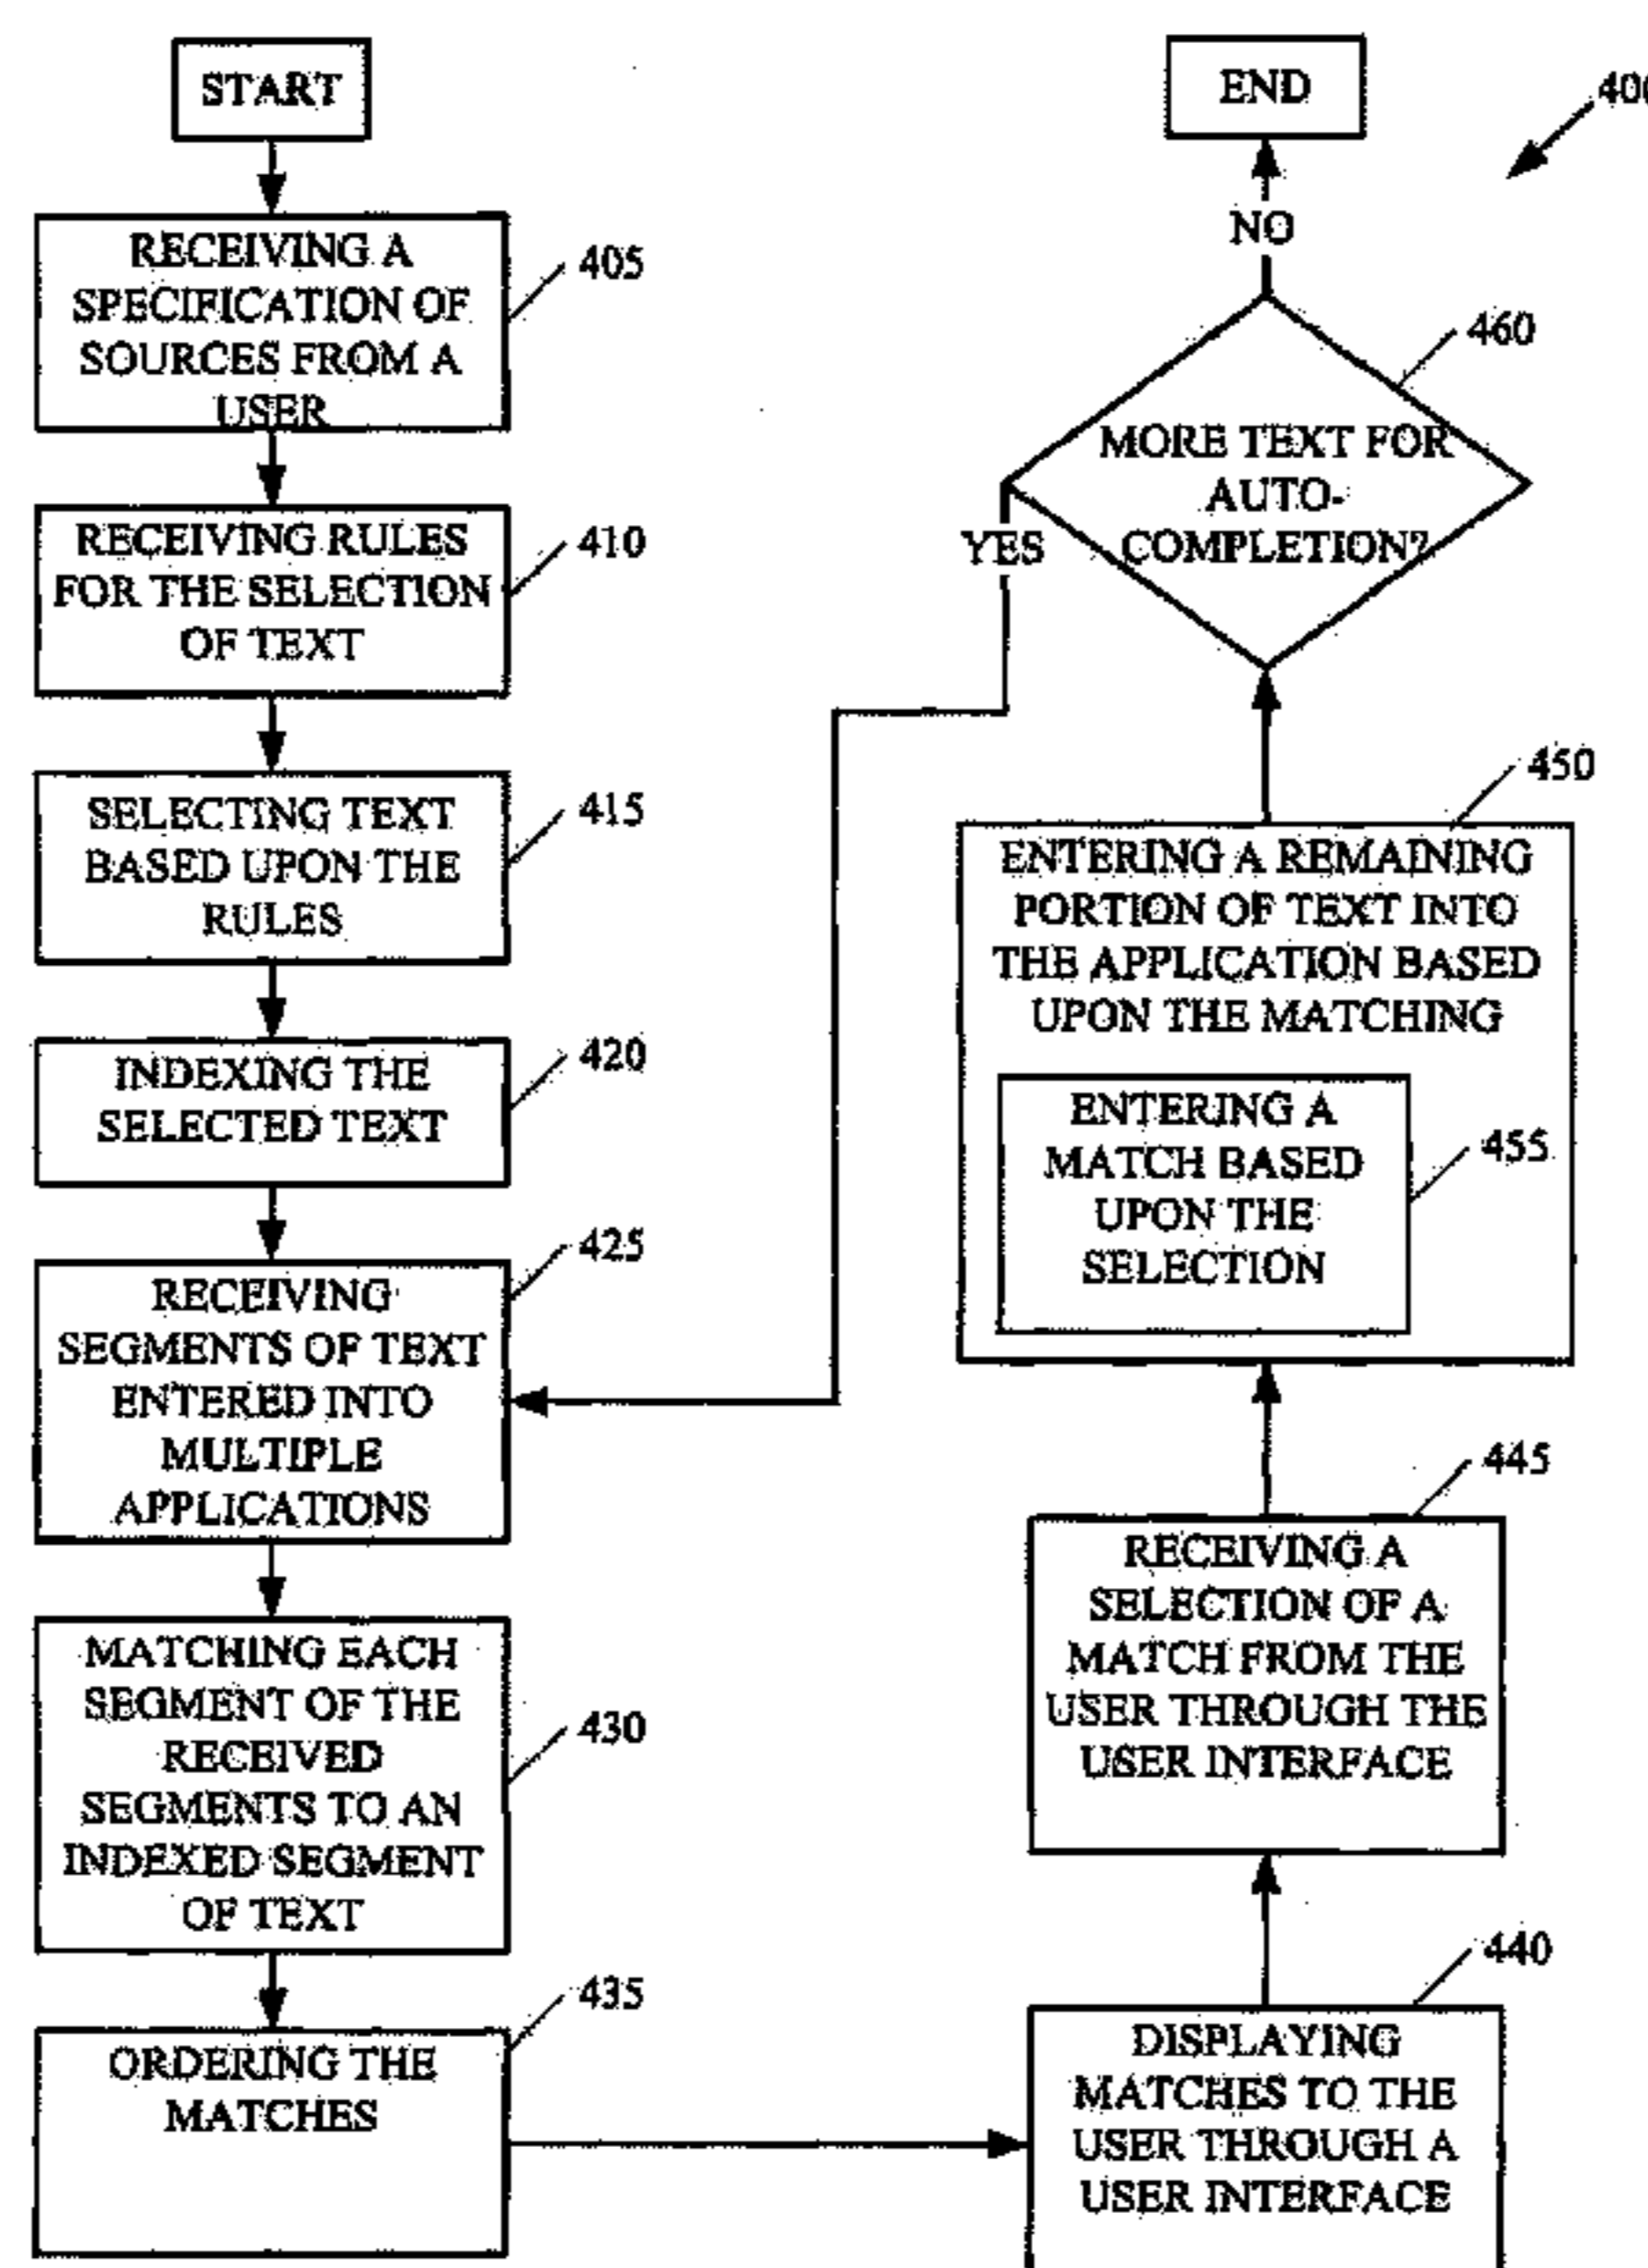 START
RECEIVING A
SPECIFICATION OF
SOURCES FROM A
USER
405
RECEIVING RULES
FOR THE SELECTION
OF TEXT
410
SELECTING TEXT
BASED UPON THE
RULES
415
INDEXING THE
SELECTED TEXT
420
RECEIVING
SEGMENTS OF TEXT
ENTERED INTO
MULTIPLE
APPLICATIONS
425
MATCHING EACH
SEGMENT OF THE
RECEIVED
SEGMENTS TO AN
INDEXED SEGMENT
OF TEXT
430
ORDERING THE
MATCHES
435
DISPLAYING
MATCHES TO THE
USER THROUGH A
USER INTERFACE
440
RECEIVING A
SELECTION OF A
MATCH FROM THE
USER THROUGH THE
USER INTERFACE
445
ENTERING A REMAINING
PORTION OF TEXT INTO
THE APPLICATION BASED
UPON THE MATCHING
450
ENTERING A
MATCH BASED
UPON THE
SELECTION
455
MORE TEXT FOR
AUTO-
COMPLETION?
460
YES
NO
END
400